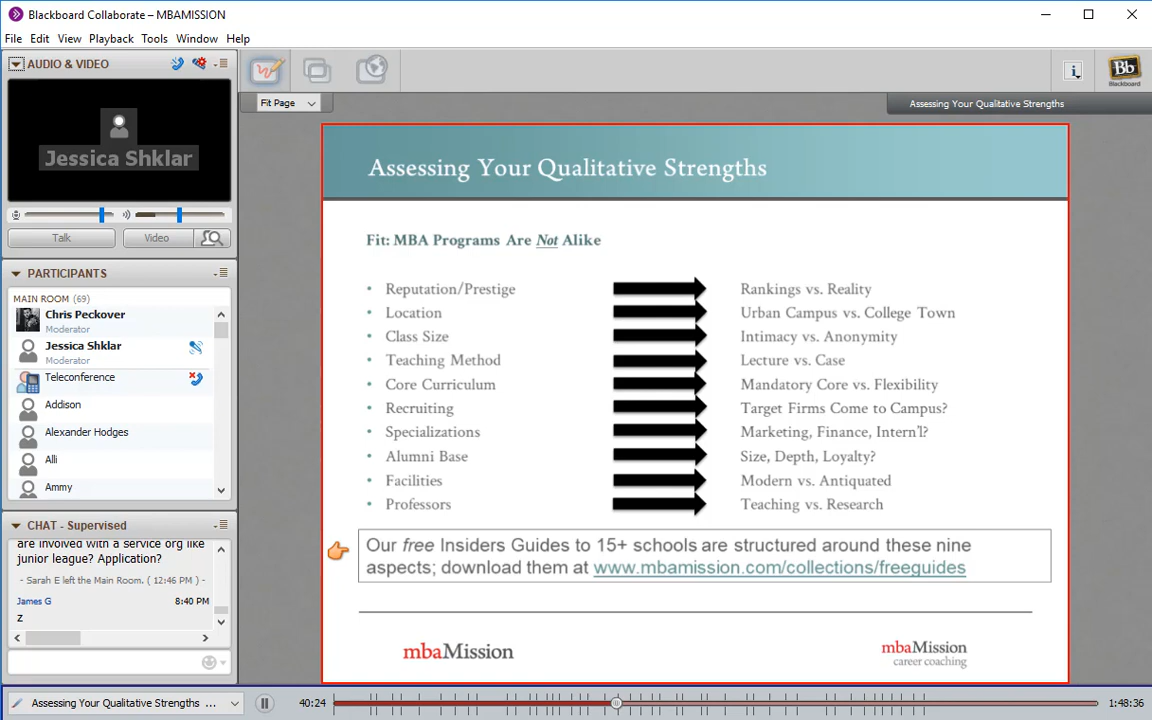 Blackboard Collaborate – MBAMISSION
File Edit View Playback Tools Window Help
AUDIO & VIDEO
Jessica Shklar
Talk
Video
PARTICIPANTS
MAIN ROOM (69)
Chris Peckover
Moderator
Jessica Shklar
Moderator
Teleconference
Addison
Alexander Hodges
Alli
Ammy
CHAT - Supervised
are involved with a service org like
junior league? Application?
- Sarah E left the Main Room. ( 12:46 PM ) -
James G 8:40 PM
z
Fit Page
i
Bb
Blackboard
Assessing Your Qualitative Strengths
Assessing Your Qualitative Strengths
Fit: MBA Programs Are Not Alike
• Reputation/Prestige Rankings vs. Reality
• Location Urban Campus vs. College Town
• Class Size Intimacy vs. Anonymity
• Teaching Method Lecture vs. Case
• Core Curriculum Mandatory Core vs. Flexibility
• Recruiting Target Firms Come to Campus?
• Specializations Marketing, Finance, Intern'l?
• Alumni Base Size, Depth, Loyalty?
• Facilities Modern vs. Antiquated
• Professors Teaching vs. Research
Our free Insiders Guides to 15+ schools are structured around these nine
aspects; download them at www.mbamission.com/collections/freeguides
mbaMission
mbaMission
career coaching
Assessing Your Qualitative Strengths ...
40:24
1:48:36